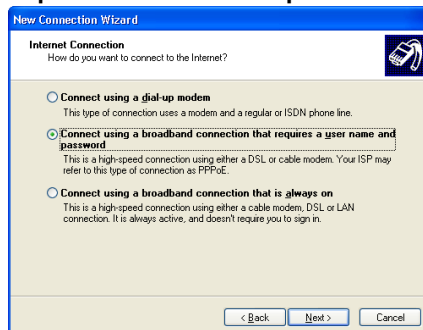 New Connection Wizard
Internet Connection
How do you want to connect to the Internet?
Connect using a dial-up modem
This type of connection uses a modem and a regular or ISDN phone line.
Connect using a broadband connection that requires a user name and
password
This is a high-speed connection using either a DSL or cable modem. Your ISP may
refer to this type of connection as PPPoE.
Connect using a broadband connection that is always on
This is a high-speed connection using either a cable modem, DSL or LAN
connection. It is always active, and doesn't require you to sign in.
< Back Next > Cancel